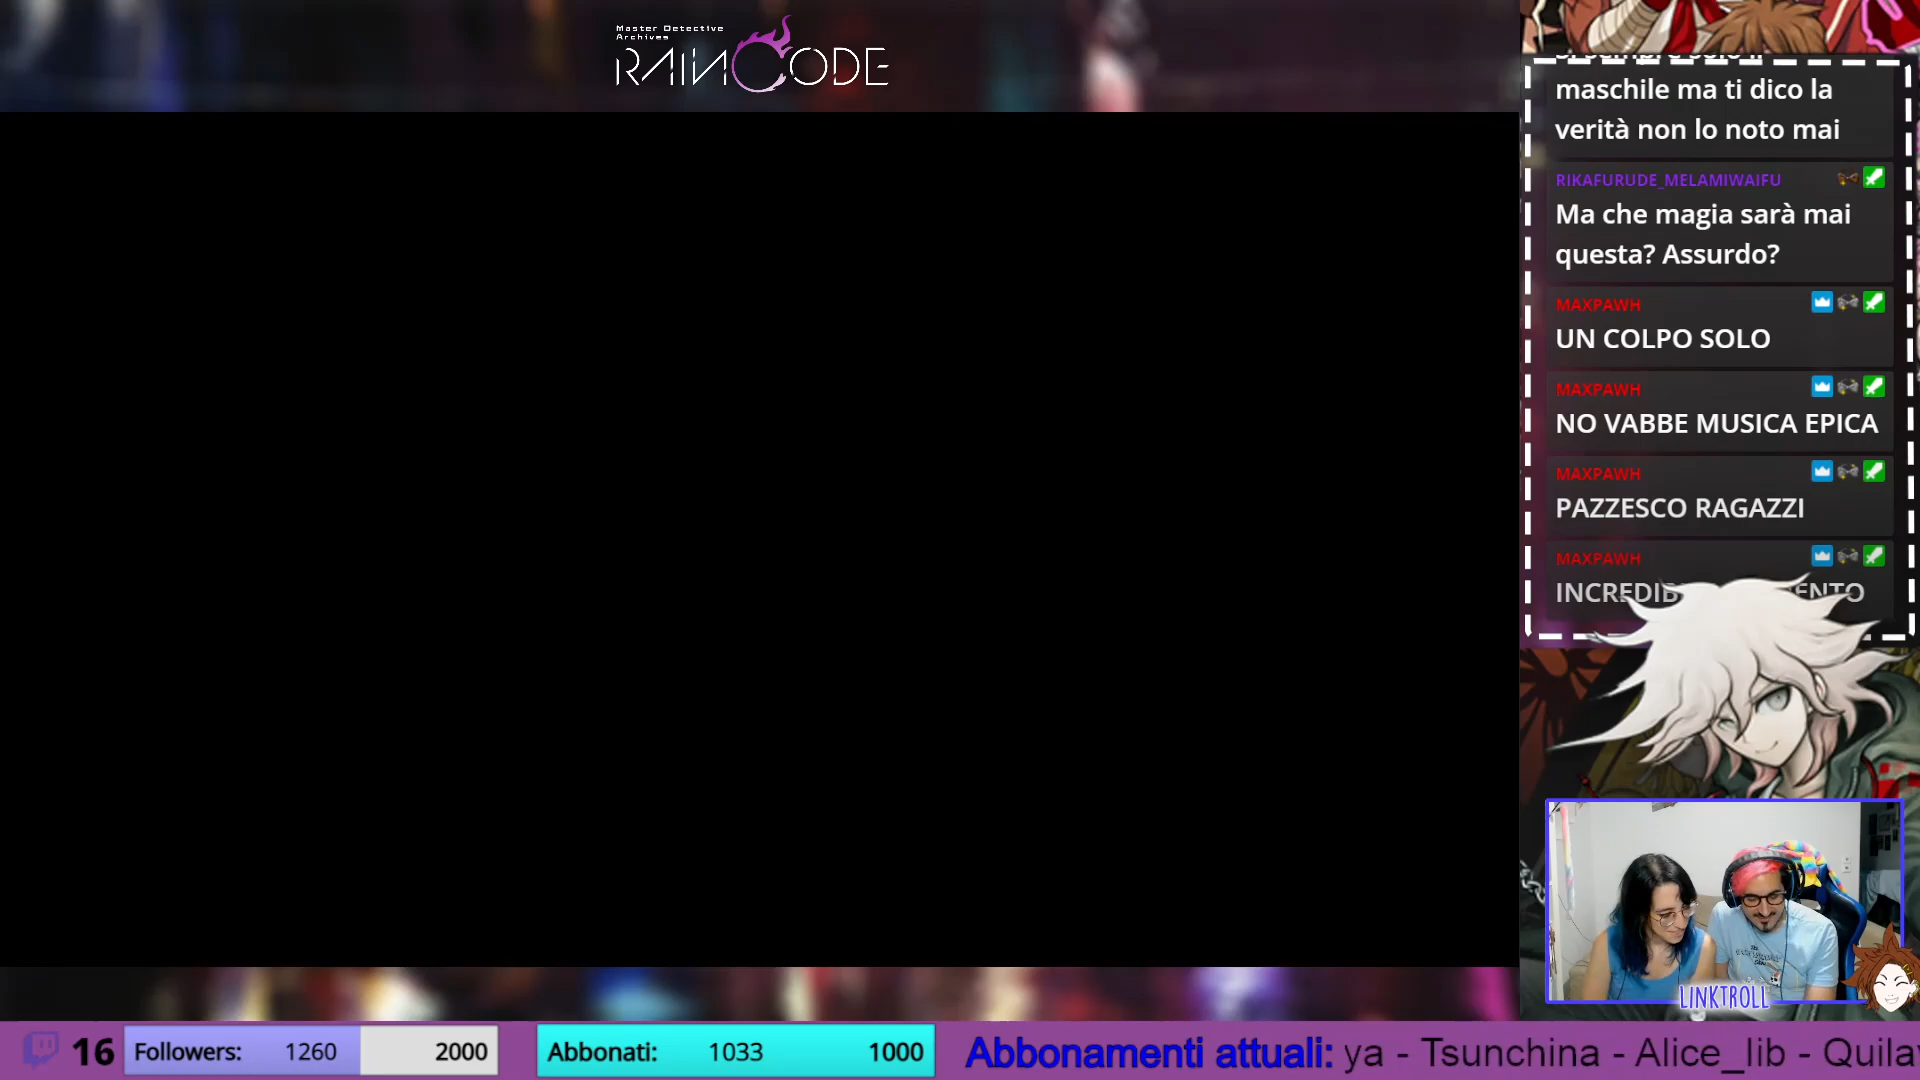 Master Detective
Archives
RAINCODE
maschile ma ti dico la
verità non lo noto mai
RIKAFURUDE_MELAMIWAIFU
Ma che magia sarà mai
questa? Assurdo?
MAXPAWH
UN COLPO SOLO
MAXPAWH
NO VABBE MUSICA EPICA
MAXPAWH
PAZZESCO RAGAZZI
MAXPAWH
LINKTROLL
16 Followers: 1260 2000 Abbonati: 1033 1000 Abbonamenti attuali: ya - Tsunchina - Alice_lib -